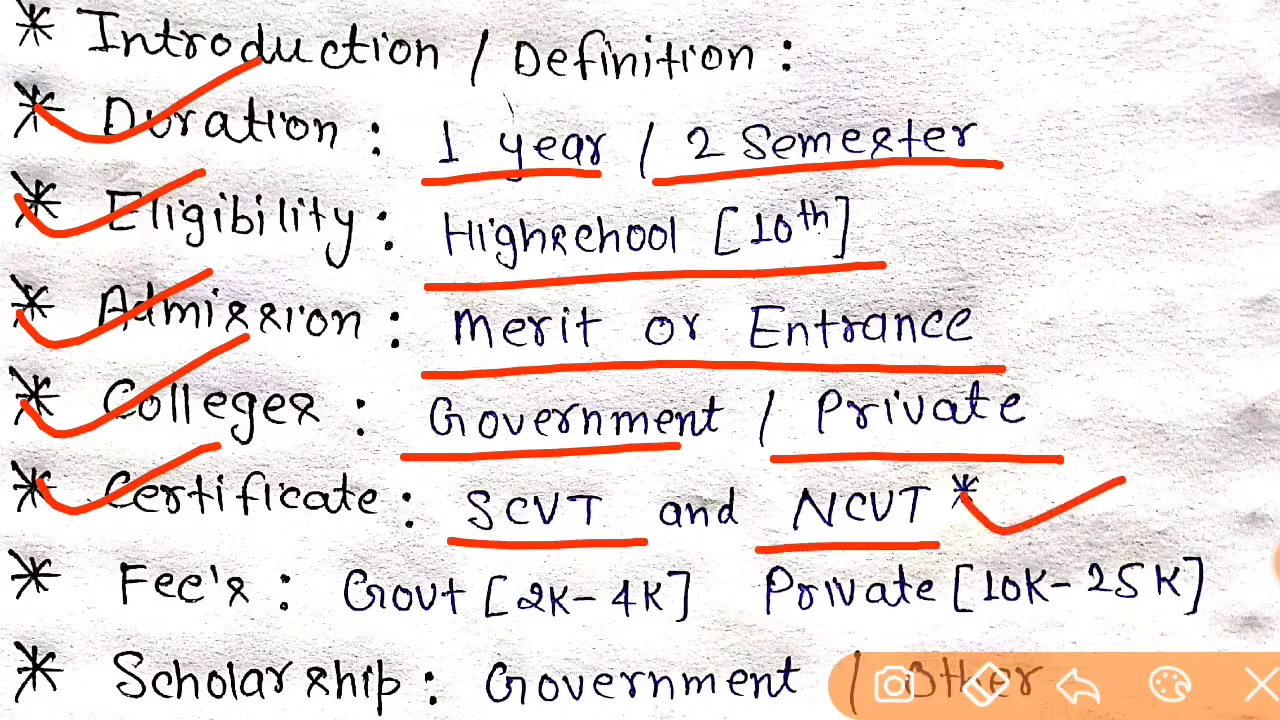 * Introduction / Definition :
* Duration : 1 year / 2 Semester
* Eligibility : Highschool [10th]
* Admission : Merit or Entrance
* Colleges : Government / Private
* Certificate : SCVT and NCVT *
* Fee's : Govt [2K-4K] Private [10K-25K]
* Scholarship : Government / Other